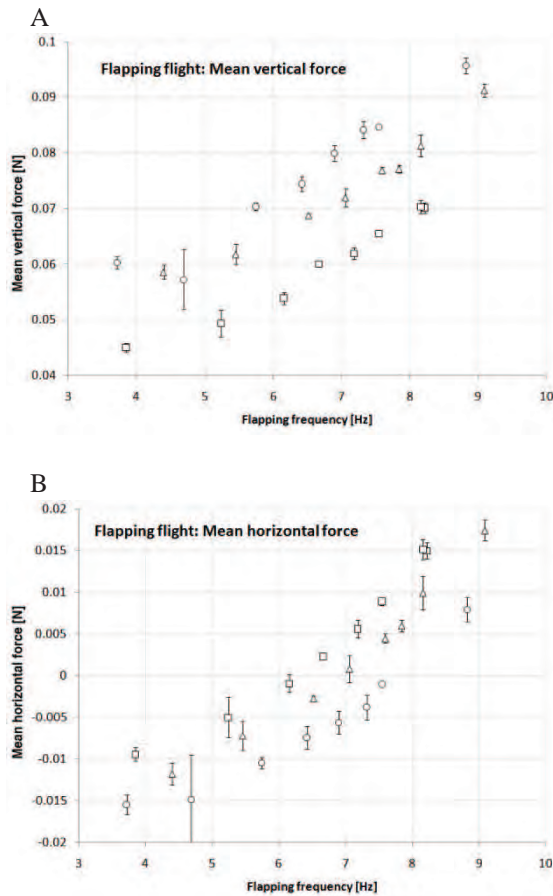 A
Flapping flight: Mean vertical force
0.1
0.09
0.08
0.07
0.06
0.05
0.04
Mean vertical force [N]
3 4 5 6 7 8 9 10
Flapping frequency [Hz]
B
Flapping flight: Mean horizontal force
0.02
0.015
0.01
0.005
0
-0.005
-0.01
-0.015
-0.02
Mean horizontal force [N]
3 4 5 6 7 8 9 10
Flapping frequency [Hz]